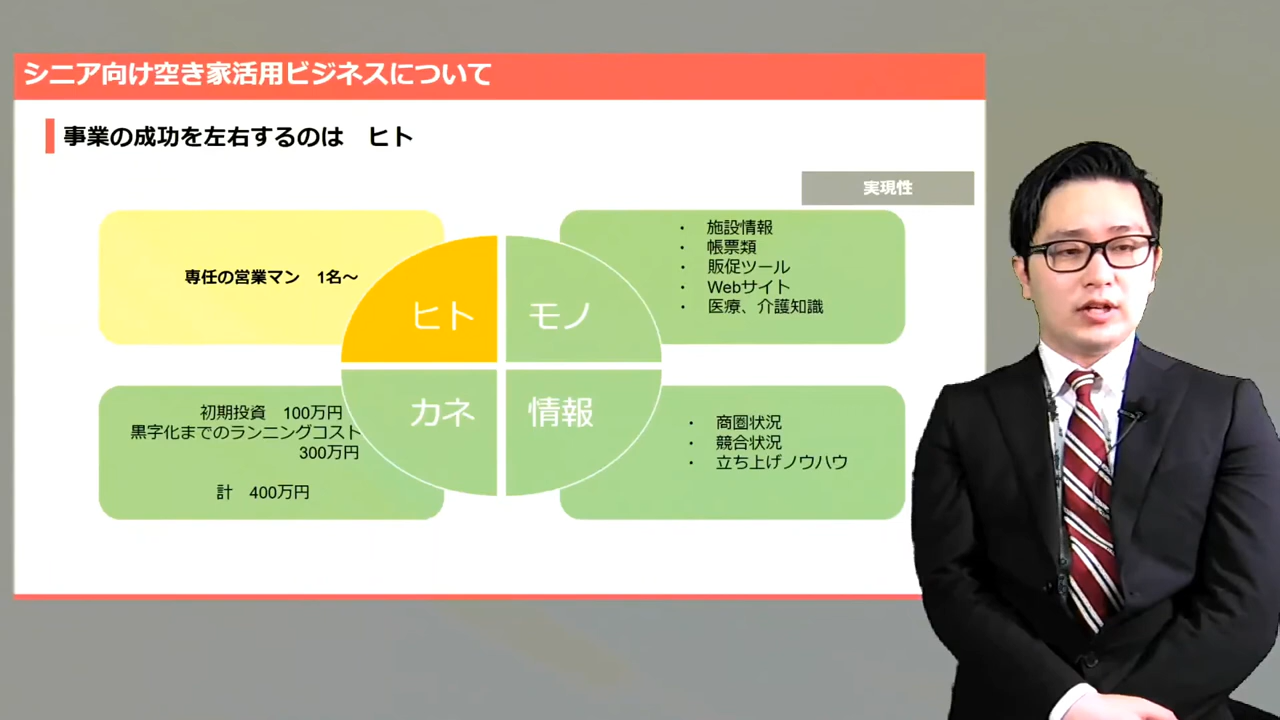 シニア向け空き家活用ビジネスについて
事業の成功を左右するのは　ヒト
実現性
専任の営業マン　1名～
・ 施設情報
・ 帳票類
・ 販促ツール
・ Webサイト
・ 医療、介護知識
ヒト
モノ
カネ
情報
初期投資　100万円
黒字化までのランニングコスト
300万円
計　400万円
・ 商圏状況
・ 競合状況
・ 立ち上げノウハウ